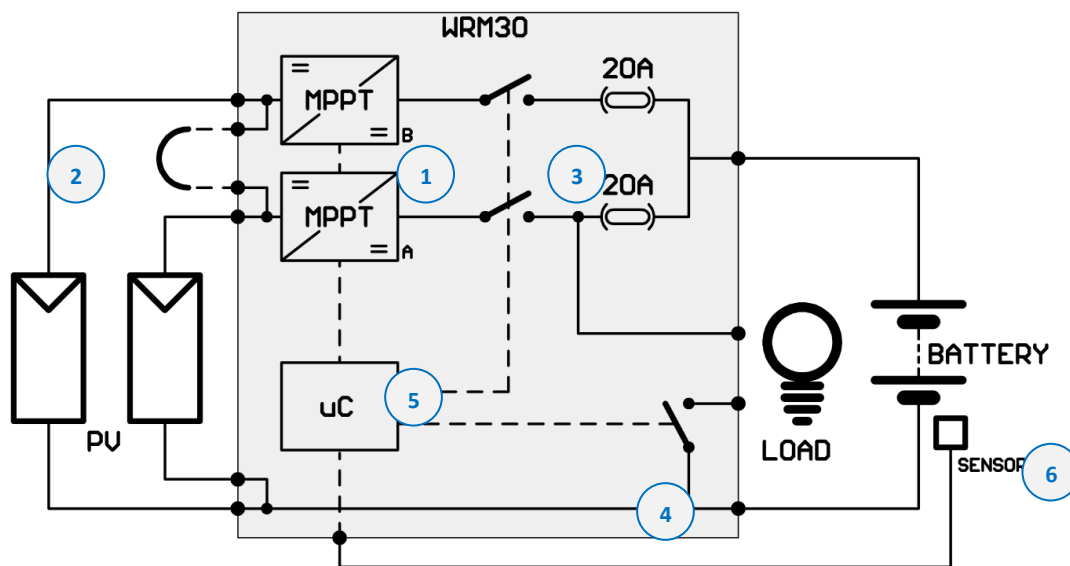 WRM30
20A
MPPT
B
2
1
3
20A
MPPT
A
BATTERY
5
uC
PV
LOAD
SENSOR
6
4